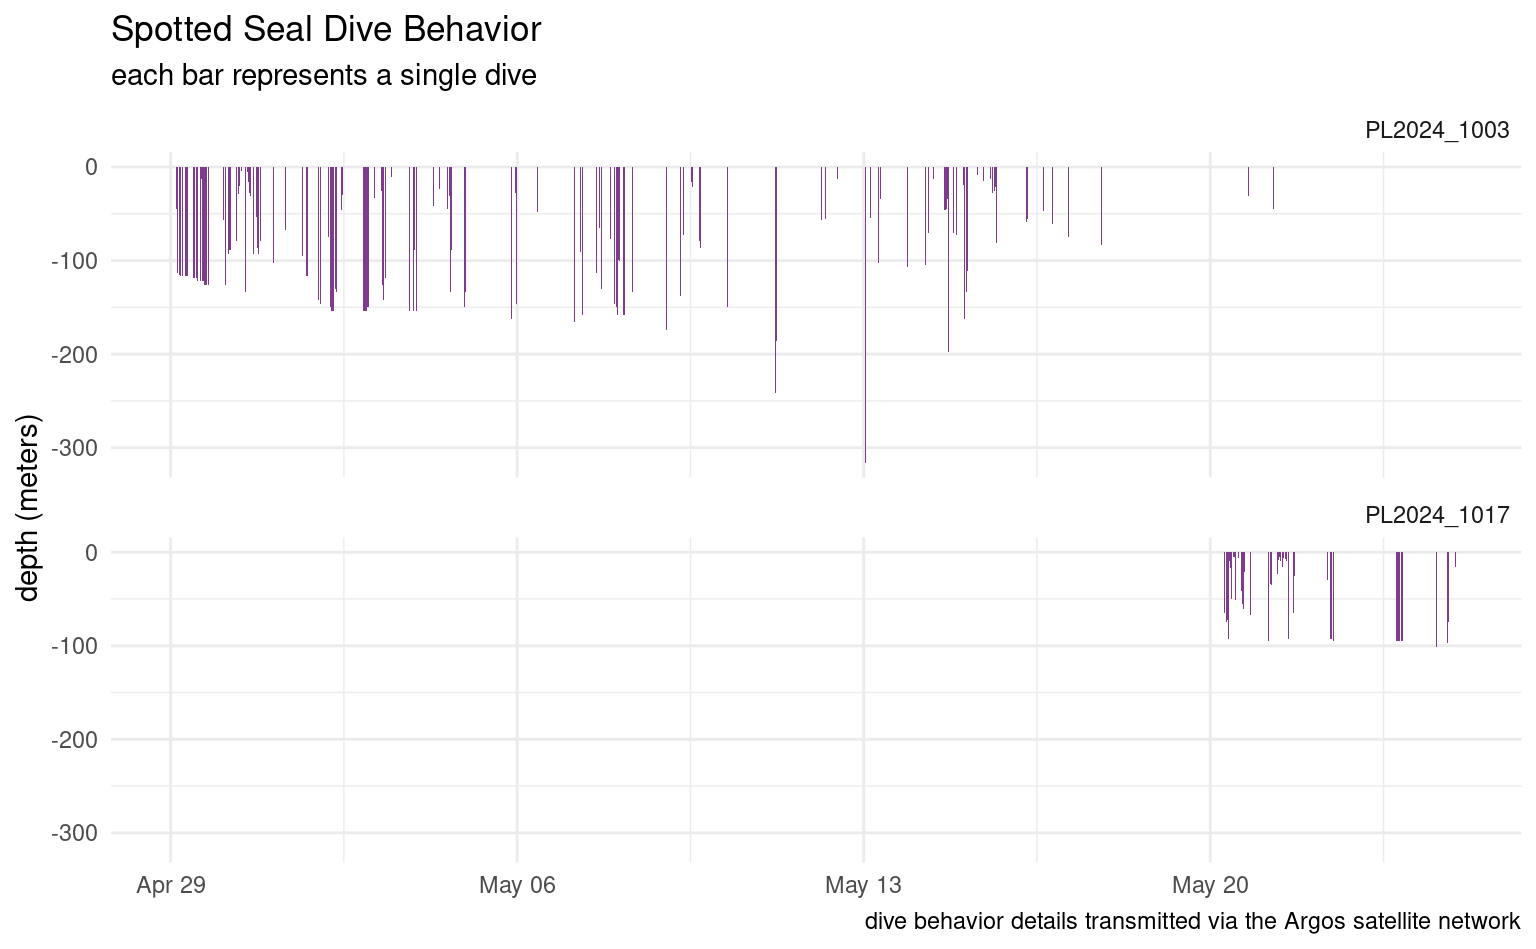 Spotted Seal Dive Behavior
each bar represents a single dive
PL2024_1003
0
-100
-200
-300
depth (meters)
PL2024_1017
0
-100
-200
-300
Apr 29
May 06
May 13
May 20
dive behavior details transmitted via the Argos satellite network